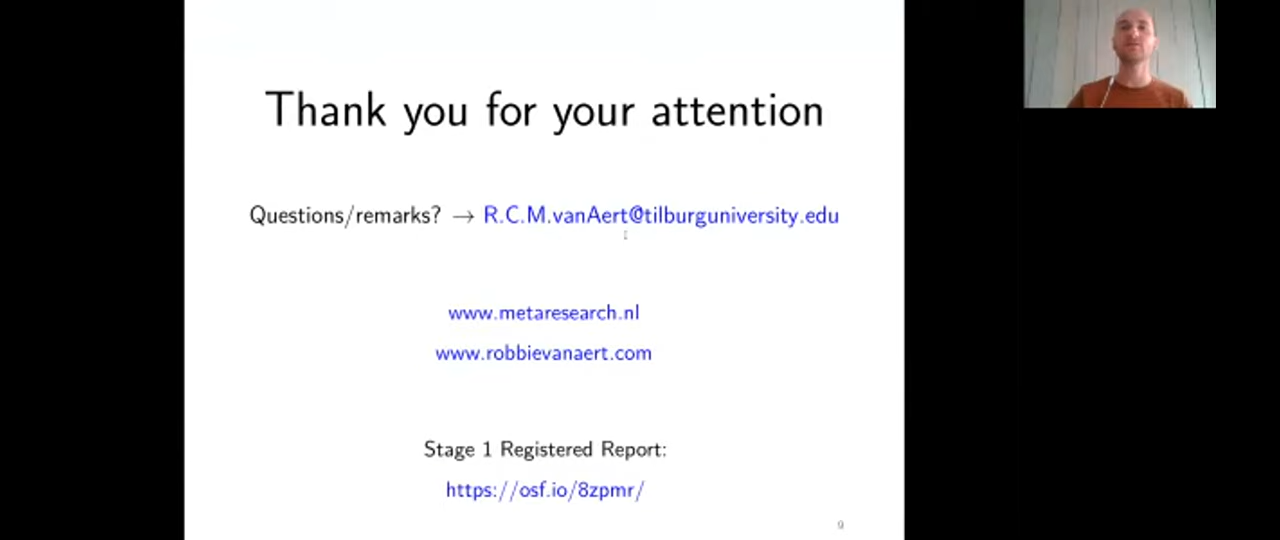 Thank you for your attention
Questions/remarks? → R.C.M.vanAert@tilburguniversity.edu
www.metaresearch.nl
www.robbievanaert.com
Stage 1 Registered Report:
https://osf.io/8zpmr/
9